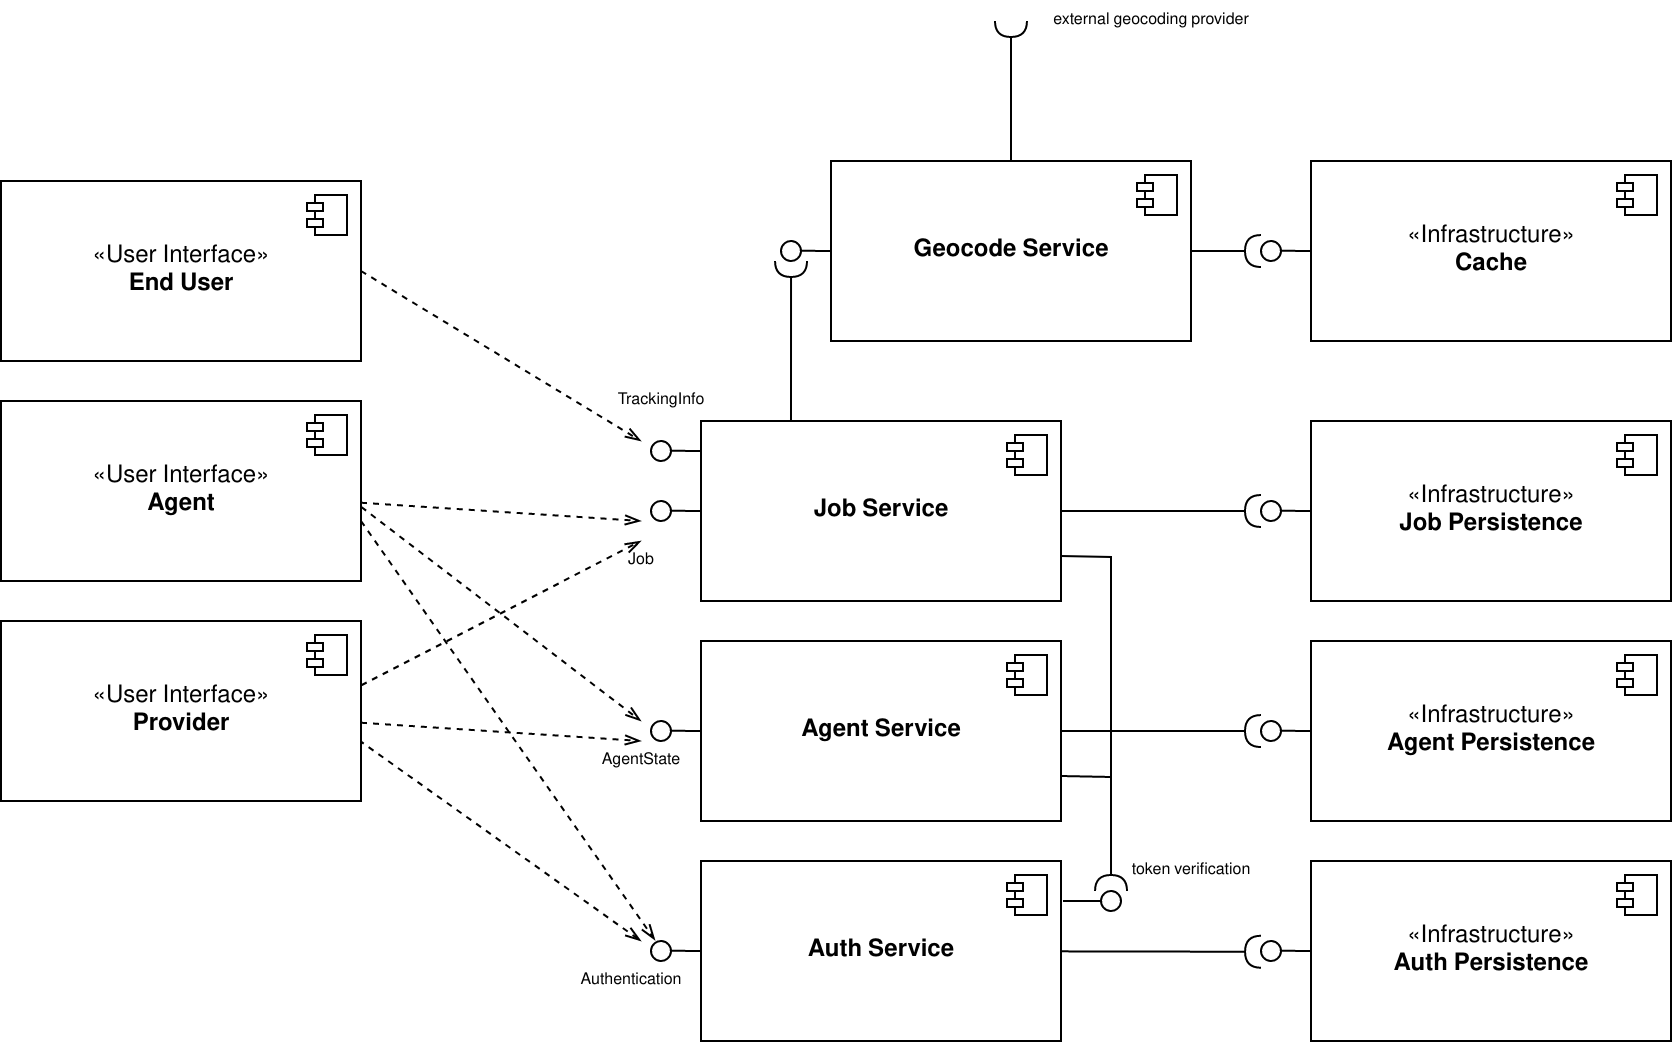 external geocoding provider
«User Interface»
End User
Geocode Service
«Infrastructure»
Cache
TrackingInfo
«User Interface»
Agent
Job Service
«Infrastructure»
Job Persistence
Job
«User Interface»
Provider
AgentState
Agent Service
«Infrastructure»
Agent Persistence
token verification
Authentication
Auth Service
«Infrastructure»
Auth Persistence